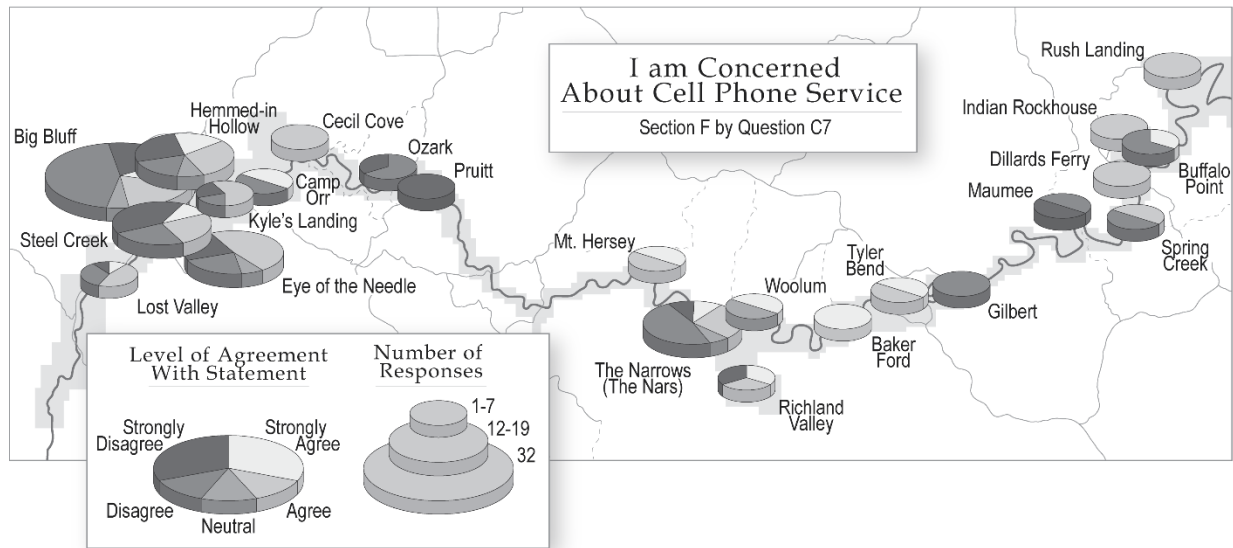 I am Concerned
About Cell Phone Service
Section F by Question C7
Rush Landing
Indian Rockhouse
Dillards Ferry
Maumee
Buffalo
Point
Spring
Creek
Hemmed-in
Hollow
Cecil Cove
Big Bluff
Ozark
Pruitt
Camp
Orr
Kyle's Landing
Steel Creek
Eye of the Needle
Lost Valley
Mt. Hersey
Woolum
Tyler
Bend
Gilbert
Baker
Ford
The Narrows
(The Nars)
Richland
Valley
Level of Agreement
With Statement
Strongly
Disagree
Strongly
Agree
Disagree
Neutral
Agree
Number of
Responses
1-7
12-19
32